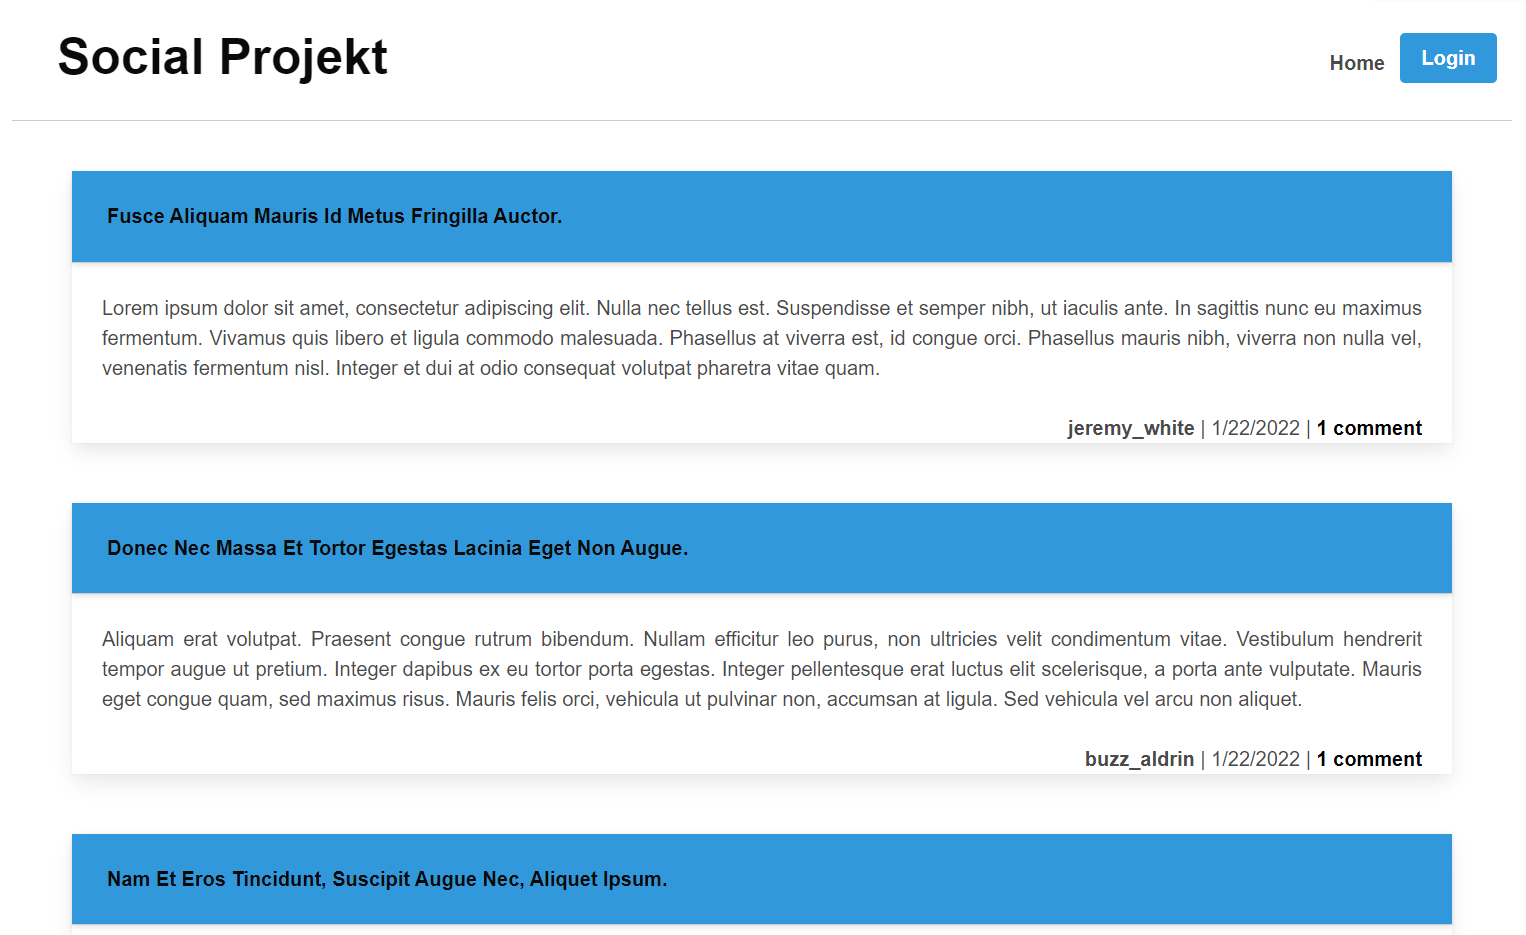 Social Projekt
Home
Login
Fusce Aliquam Mauris Id Metus Fringilla Auctor.
Lorem ipsum dolor sit amet, consectetur adipiscing elit. Nulla nec tellus est. Suspendisse et semper nibh, ut iaculis ante. In sagittis nunc eu maximus
fermentum. Vivamus quis libero et ligula commodo malesuada. Phasellus at viverra est, id congue orci. Phasellus mauris nibh, viverra non nulla vel,
venenatis fermentum nisl. Integer et dui at odio consequat volutpat pharetra vitae quam.
jeremy_white | 1/22/2022 | 1 comment
Donec Nec Massa Et Tortor Egestas Lacinia Eget Non Augue.
Aliquam erat volutpat. Praesent congue rutrum bibendum. Nullam efficitur leo purus, non ultricies velit condimentum vitae. Vestibulum hendrerit
tempor augue ut pretium. Integer dapibus ex eu tortor porta egestas. Integer pellentesque erat luctus elit scelerisque, a porta ante vulputate. Mauris
eget congue quam, sed maximus risus. Mauris felis orci, vehicula ut pulvinar non, accumsan at ligula. Sed vehicula vel arcu non aliquet.
buzz_aldrin | 1/22/2022 | 1 comment
Nam Et Eros Tincidunt, Suscipit Augue Nec, Aliquet Ipsum.